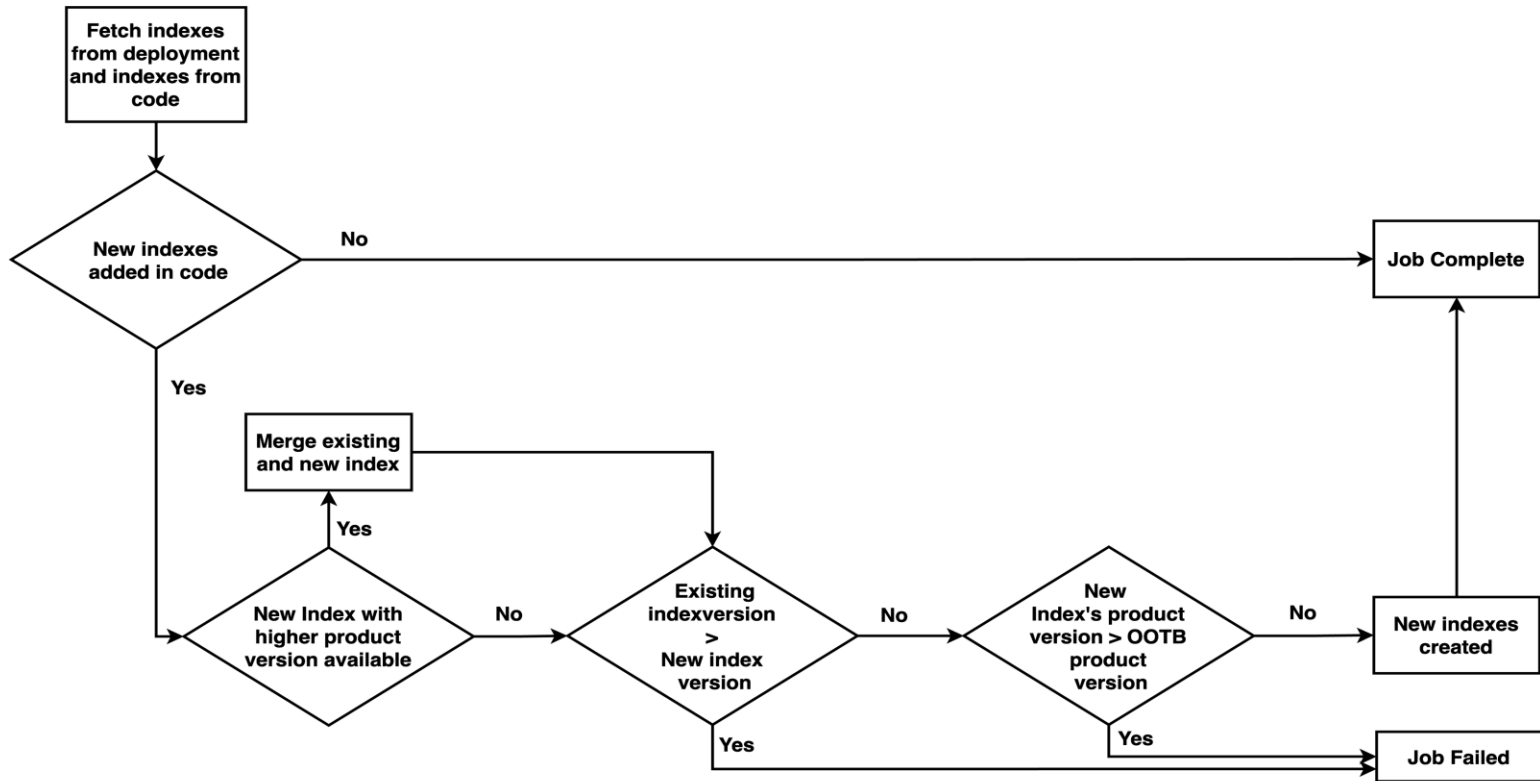 Fetch indexes
from deployment
and indexes from
code
New indexes
added in code
No
Job Complete
Yes
Merge existing
and new index
Yes
New Index with
higher product
version available
No
Existing
indexversion
>
New index
version
No
New
Index's product
version > OOTB
product
version
No
New indexes
created
Yes
Yes
Job Failed